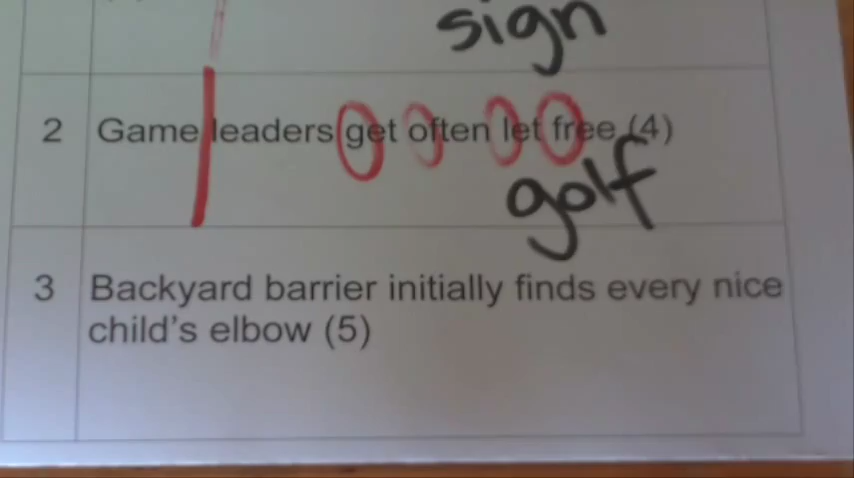 sign
2 Game leaders get often let free (4)
golf
3 Backyard barrier initially finds every nice
child's elbow (5)